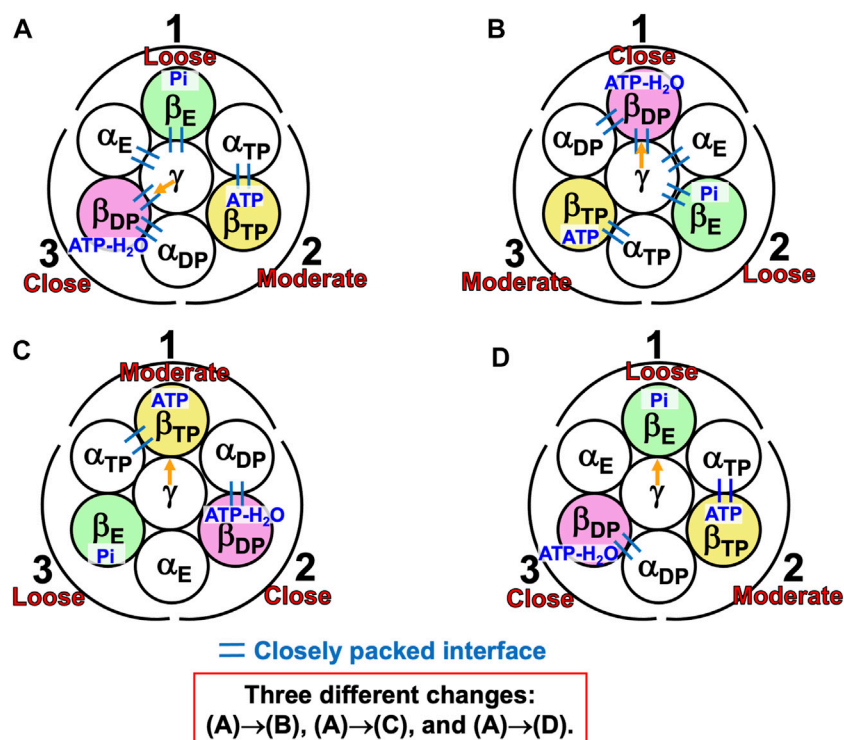 A
1
Loose
Pi
βE
αE
αTP
γ
ATP
βDP
βTP
ATP-H₂O
αDP
3
2
Close
Moderate
B
1
Close
ATP-H₂O
βDP
αDP
αE
γ
Pi
βTP
βE
ATP
αTP
3
2
Moderate
Loose
C
1
Moderate
ATP
βTP
αTP
αDP
γ
ATP-H₂O
βE
βDP
Pi
αE
3
2
Loose
Close
D
1
Loose
Pi
βE
αE
αTP
γ
ATP
βDP
βTP
ATP-H₂O
αDP
3
2
Close
Moderate
Closely packed interface
Three different changes:
(A)→(B), (A)→(C), and (A)→(D).